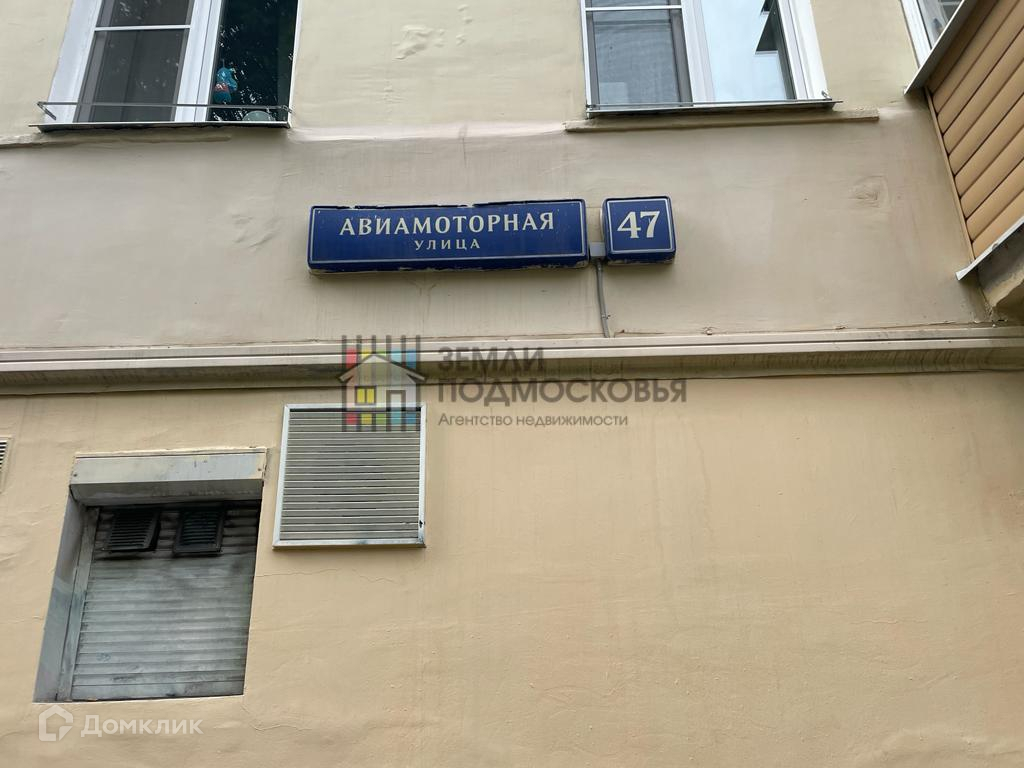 АВИАМОТОРНАЯ
УЛИЦА
47
ЗЕМЛИ
ПОДМОСКОВЬЯ
Агентство недвижимости
Домклик